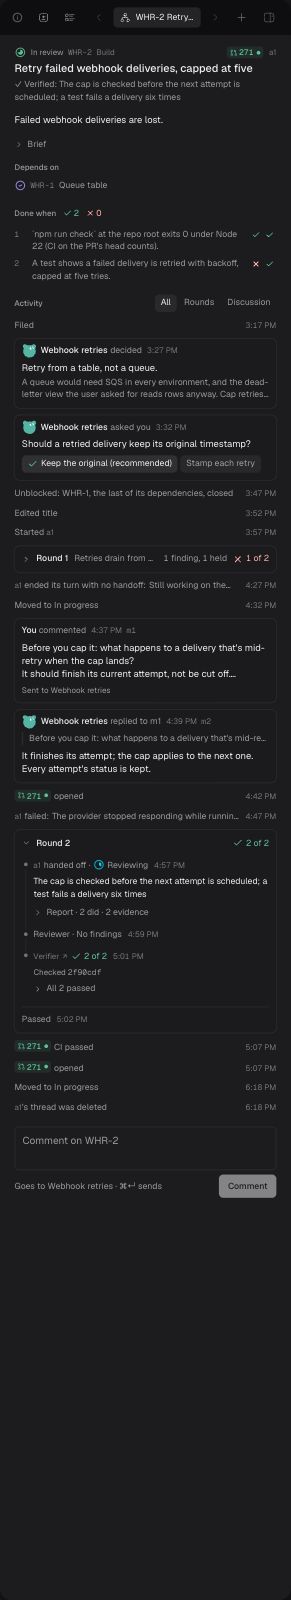 WHR-2 Retry...
In review WHR-2 Build 271 a1
Retry failed webhook deliveries, capped at five
✓ Verified: The cap is checked before the next attempt is
scheduled; a test fails a delivery six times
Failed webhook deliveries are lost.
Brief
Depends on
WHR-1 Queue table
Done when ✓ 2 × 0
1 `npm run check` at the repo root exits 0 under Node
22 (CI on the PR's head counts).
2 A test shows a failed delivery is retried with backoff,
capped at five tries.
Activity All Rounds Discussion
Filed 3:17 PM
Webhook retries decided 3:27 PM
Retry from a table, not a queue.
A queue would need SQS in every environment, and the dead-
letter view the user asked for reads rows anyway. Cap retries...
Webhook retries asked you 3:32 PM
Should a retried delivery keep its original timestamp?
✓ Keep the original (recommended) Stamp each retry
Unblocked: WHR-1, the last of its dependencies, closed 3:47 PM
Edited title 3:52 PM
Started a1 3:57 PM
Round 1 Retries drain from ... 1 finding, 1 held × 1 of 2
a1 ended its turn with no handoff: Still working on the... 4:27 PM
Moved to In progress 4:32 PM
You commented 4:37 PM m1
Before you cap it: what happens to a delivery that's mid-
retry when the cap lands?
It should finish its current attempt, not be cut off....
Sent to Webhook retries
Webhook retries replied to m1 4:39 PM m2
Before you cap it: what happens to a delivery that's mid-re...
It finishes its attempt; the cap applies to the next one.
Every attempt's status is kept.
271 opened 4:42 PM
a1 failed: The provider stopped responding while runnin... 4:47 PM
Round 2 ✓ 2 of 2
a1 handed off · Reviewing 4:57 PM
The cap is checked before the next attempt is scheduled; a
test fails a delivery six times
Report · 2 did · 2 evidence
Reviewer · No findings 4:59 PM
Verifier ↗ ✓ 2 of 2 5:01 PM
Checked 2f90cdf
All 2 passed
Passed 5:02 PM
271 CI passed 5:07 PM
271 opened 5:07 PM
Moved to In progress 6:18 PM
a1's thread was deleted 6:18 PM
Comment on WHR-2
Goes to Webhook retries · ⌘↵ sends Comment